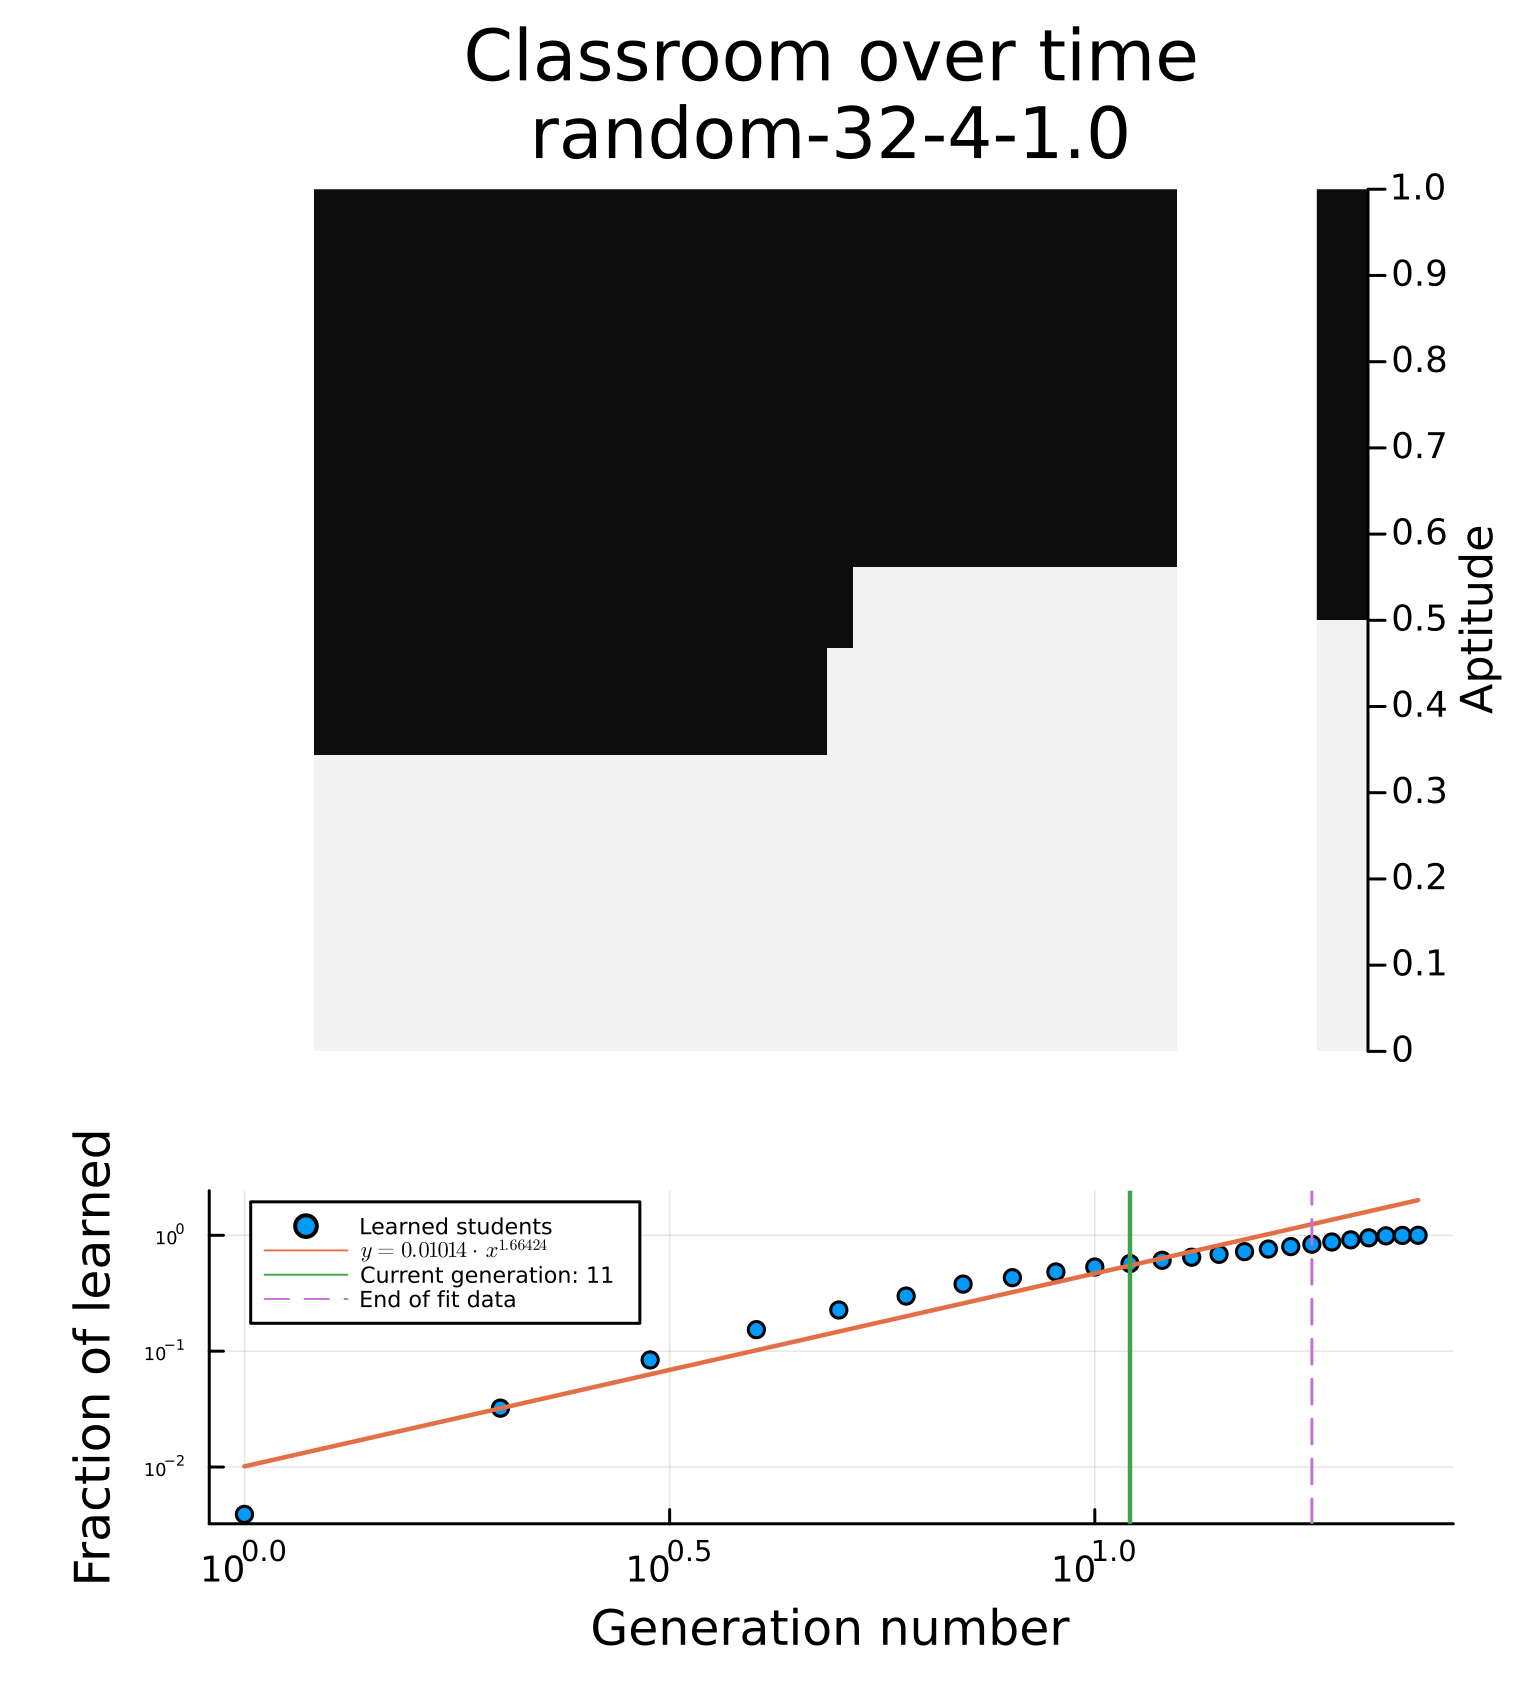 Classroom over time
random-32-4-1.0
1.0
0.9
0.8
0.7
0.6
0.5
0.4
0.3
0.2
0.1
0
Aptitude
Fraction of learned
10⁰
10⁻¹
10⁻²
Learned students
y = 0.01014 · x^1.66424
Current generation: 11
End of fit data
10^0.0 10^0.5 10^1.0
Generation number